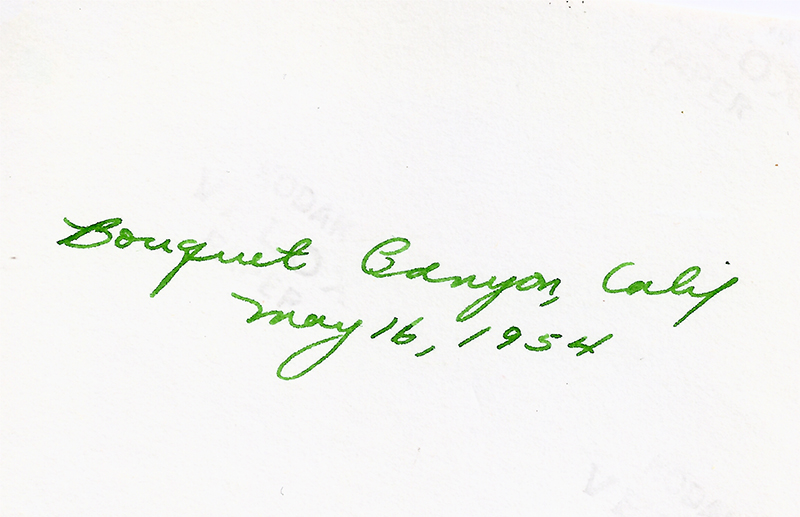 Bouquet Canyon, Calif
May 16, 1954